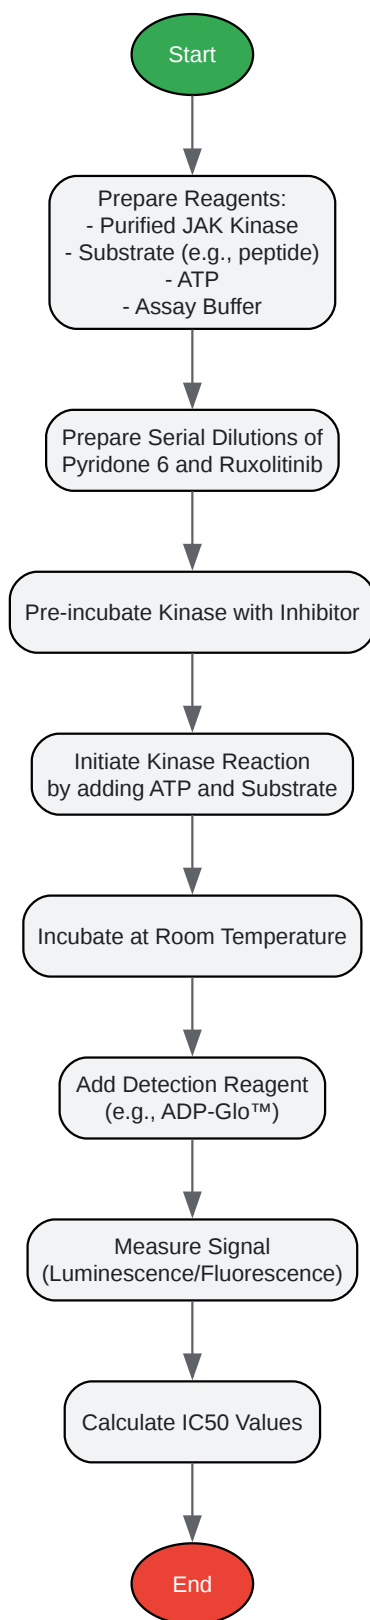 Start
Prepare Reagents:
- Purified JAK Kinase
- Substrate (e.g., peptide)
- ATP
- Assay Buffer
Prepare Serial Dilutions of
Pyridone 6 and Ruxolitinib
Pre-incubate Kinase with Inhibitor
Initiate Kinase Reaction
by adding ATP and Substrate
Incubate at Room Temperature
Add Detection Reagent
(e.g., ADP-Glo™)
Measure Signal
(Luminescence/Fluorescence)
Calculate IC50 Values
End